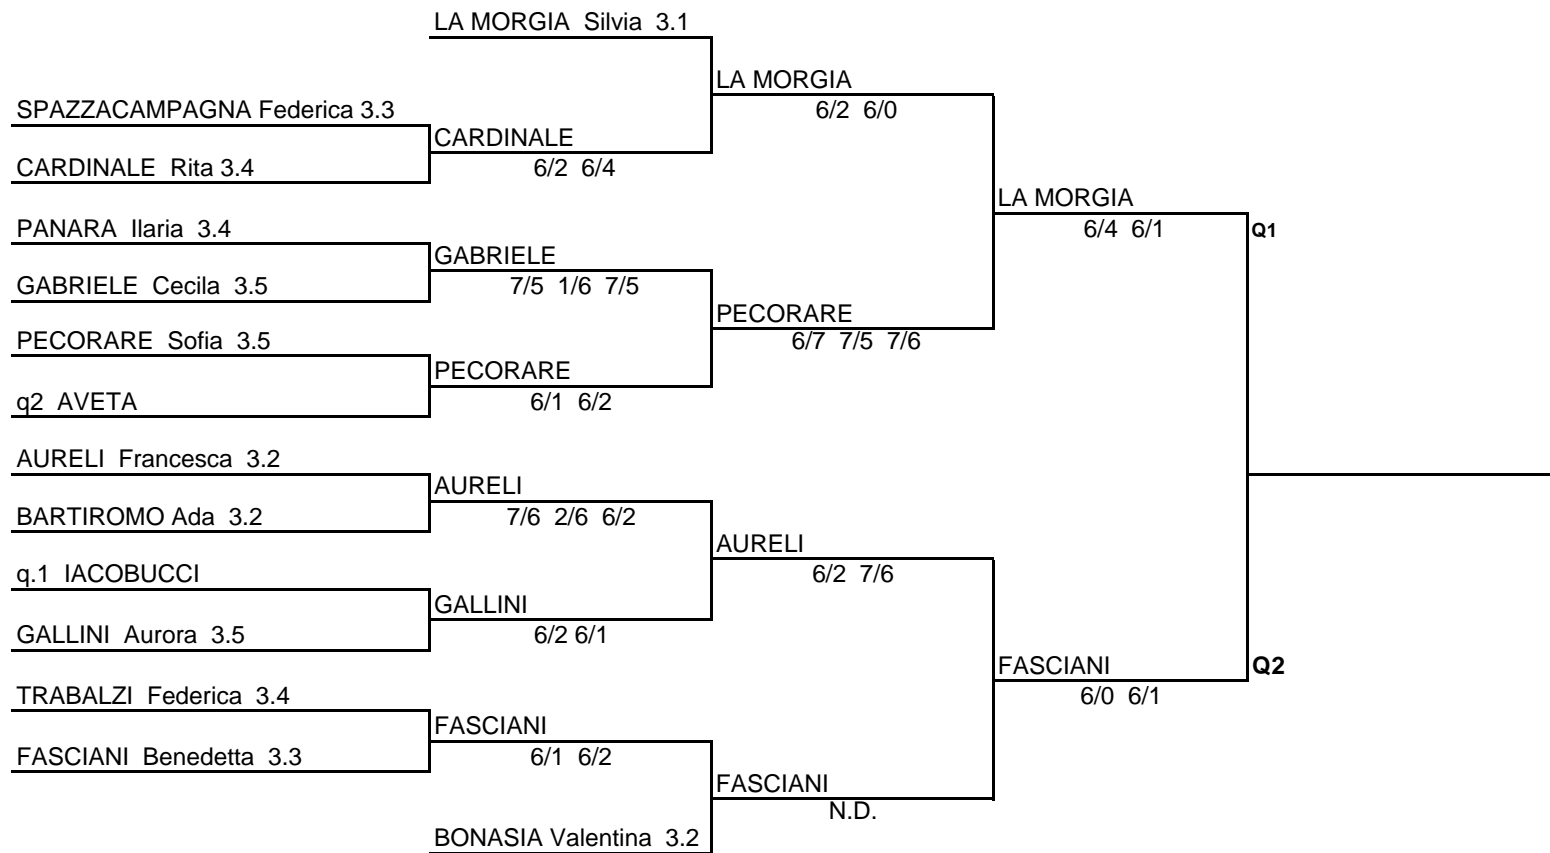 LA MORGIA Silvia 3.1
LA MORGIA
SPAZZACAMPAGNA Federica 3.3
6/2 6/0
CARDINALE
CARDINALE Rita 3.4
6/2 6/4
LA MORGIA
PANARA Ilaria 3.4
6/4 6/1
Q1
GABRIELE
GABRIELE Cecila 3.5
7/5 1/6 7/5
PECORARE
PECORARE Sofia 3.5
6/7 7/5 7/6
PECORARE
q2 AVETA
6/1 6/2
AURELI Francesca 3.2
AURELI
BARTIROMO Ada 3.2
7/6 2/6 6/2
AURELI
q.1 IACOBUCCI
6/2 7/6
GALLINI
GALLINI Aurora 3.5
6/2 6/1
FASCIANI
Q2
TRABALZI Federica 3.4
6/0 6/1
FASCIANI
FASCIANI Benedetta 3.3
6/1 6/2
FASCIANI
N.D.
BONASIA Valentina 3.2